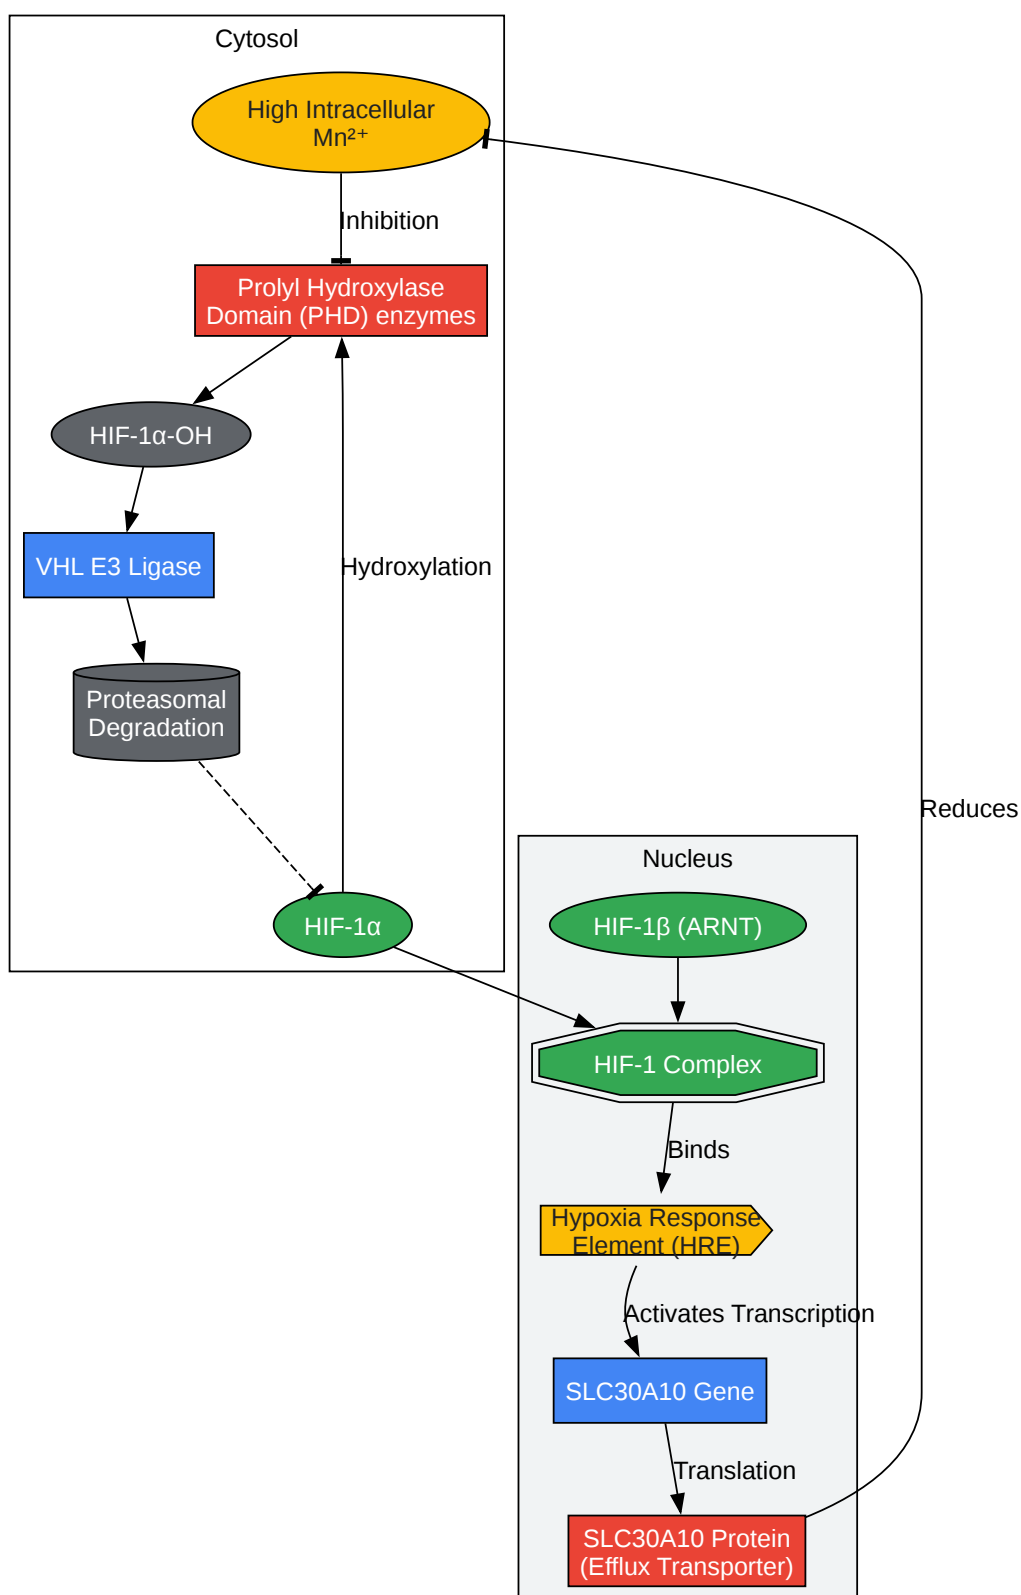 Cytosol
High Intracellular
Mn²⁺
Inhibition
Prolyl Hydroxylase
Domain (PHD) enzymes
HIF-1α-OH
VHL E3 Ligase
Hydroxylation
Proteasomal
Degradation
Reduces
Nucleus
HIF-1α
HIF-1β (ARNT)
HIF-1 Complex
Binds
Hypoxia Response
Element (HRE)
Activates Transcription
SLC30A10 Gene
Translation
SLC30A10 Protein
(Efflux Transporter)